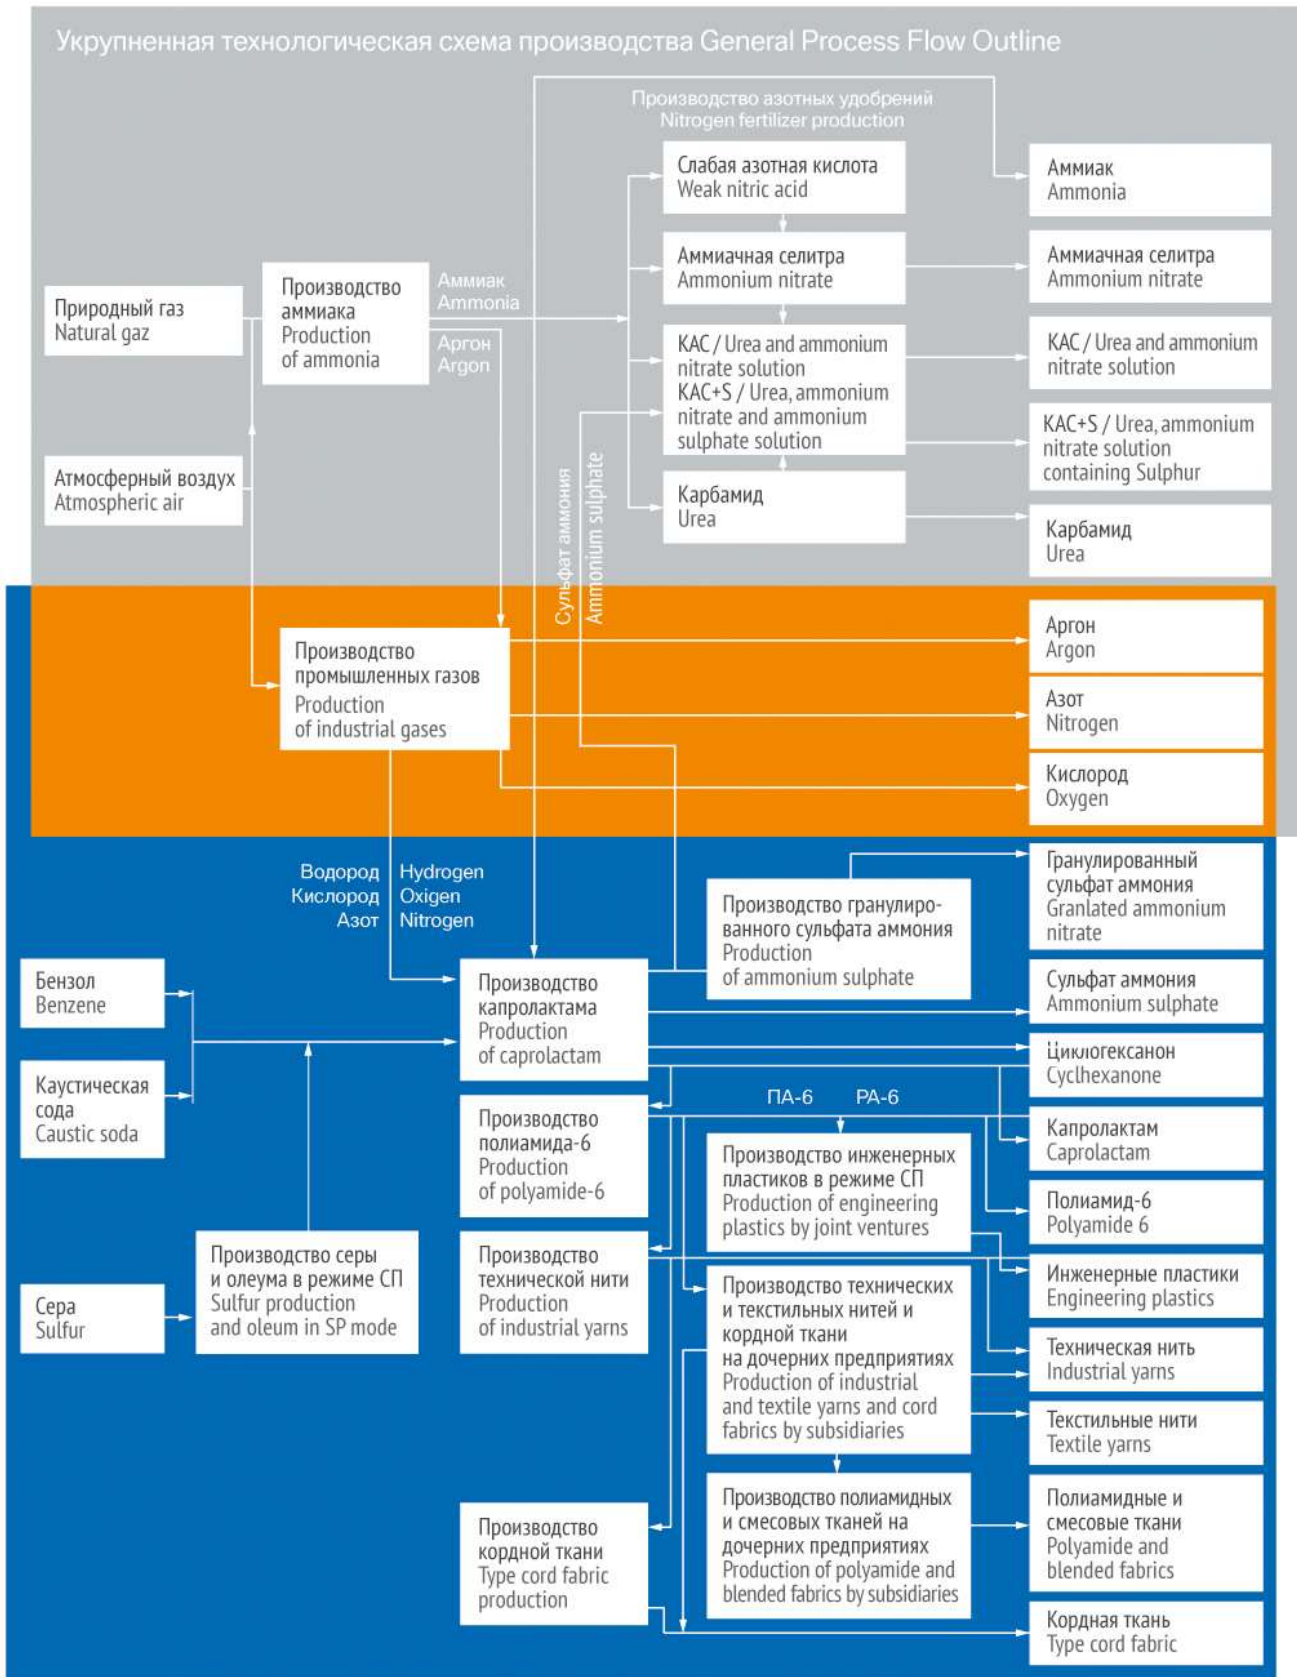 Укрупненная технологическая схема производства General Process Flow Outline
Производство азотных удобрений
Nitrogen fertilizer production
Слабая азотная кислота
Weak nitric acid
Аммиак
Ammonia
Аммиачная селитра
Ammonium nitrate
Аммиачная селитра
Ammonium nitrate
Природный газ
Natural gaz
Производство
аммиака
Production
of ammonia
Аммиак
Ammonia
Аргон
Argon
КАС / Urea and ammonium
nitrate solution
КАС+S / Urea, ammonium
nitrate and ammonium
sulphate solution
КАС / Urea and ammonium
nitrate solution
КАС+S / Urea, ammonium
nitrate solution
containing Sulphur
Атмосферный воздух
Atmospheric air
Сульфат аммония
Ammonium sulphate
Карбамид
Urea
Карбамид
Urea
Производство
промышленных газов
Production
of industrial gases
Аргон
Argon
Азот
Nitrogen
Кислород
Oxygen
Водород
Кислород
Азот
Hydrogen
Oxigen
Nitrogen
Производство гранулиро-
ванного сульфата аммония
Production
of ammonium sulphate
Гранулированный
сульфат аммония
Granlated ammonium
nitrate
Бензол
Benzene
Производство
капролактама
Production
of caprolactam
Сульфат аммония
Ammonium sulphate
Циклогексанон
Cyclhexanone
Каустическая
сода
Caustic soda
ПА-6
PA-6
Производство
полиамида-6
Production
of polyamide-6
Капролактам
Caprolactam
Производство инженерных
пластиков в режиме СП
Production of engineering
plastics by joint ventures
Полиамид-6
Polyamide 6
Производство серы
и олеума в режиме СП
Sulfur production
and oleum in SP mode
Производство
технической нити
Production
of industrial yarns
Инженерные пластики
Engineering plastics
Сера
Sulfur
Производство технических
и текстильных нитей и
кордной ткани
на дочерних предприятиях
Production of industrial
and textile yarns and cord
fabrics by subsidiaries
Техническая нить
Industrial yarns
Текстильные нити
Textile yarns
Производство
кордной ткани
Type cord fabric
production
Производство полиамидных
и смесовых тканей на
дочерних предприятиях
Production of polyamide and
blended fabrics by subsidiaries
Полиамидные и
смесовые ткани
Polyamide and
blended fabrics
Кордная ткань
Type cord fabric